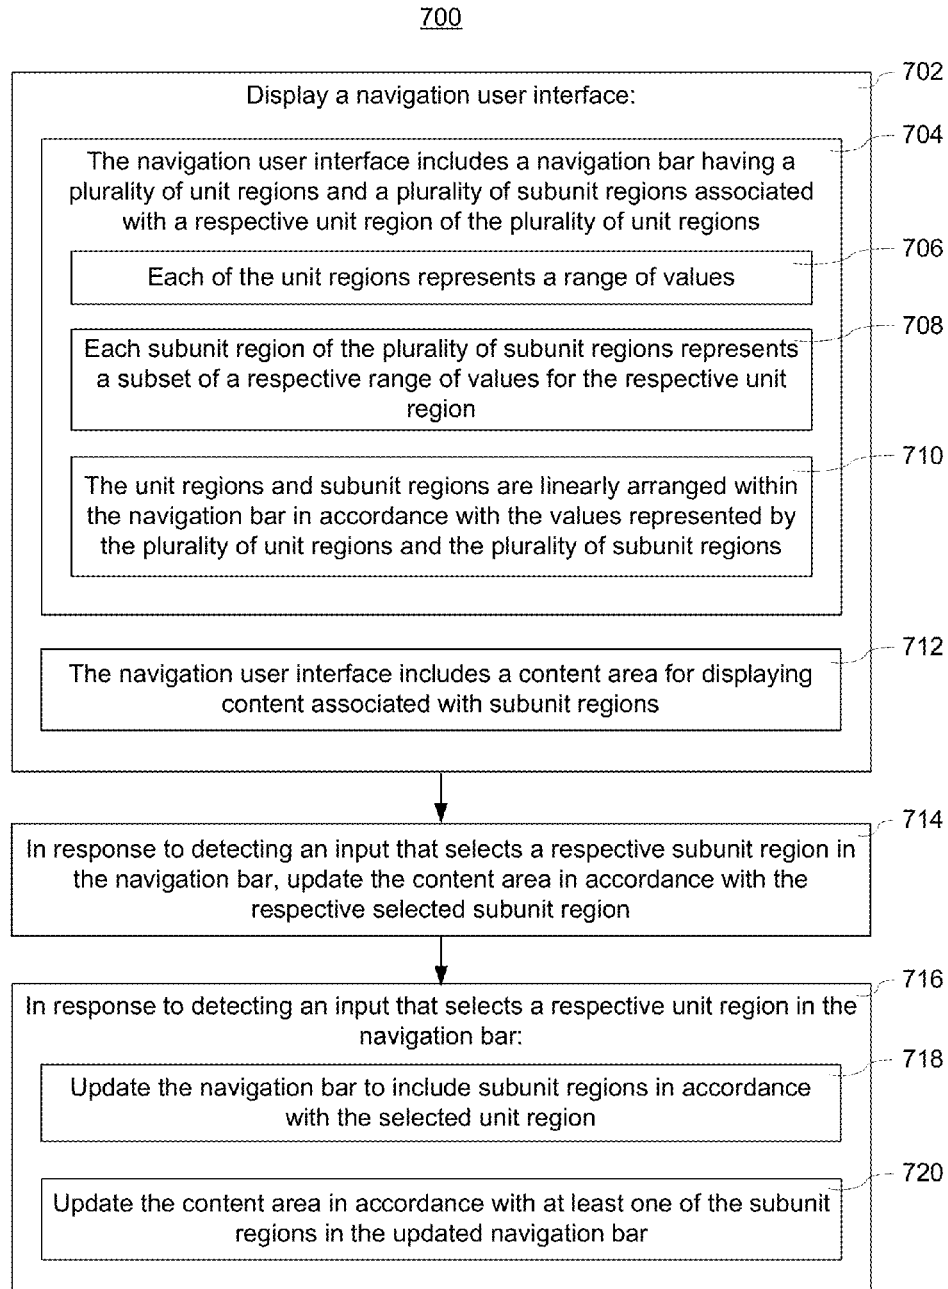 700
702
Display a navigation user interface:
704
The navigation user interface includes a navigation bar having a
plurality of unit regions and a plurality of subunit regions associated
with a respective unit region of the plurality of unit regions
706
Each of the unit regions represents a range of values
708
Each subunit region of the plurality of subunit regions represents
a subset of a respective range of values for the respective unit
region
710
The unit regions and subunit regions are linearly arranged within
the navigation bar in accordance with the values represented by
the plurality of unit regions and the plurality of subunit regions
712
The navigation user interface includes a content area for displaying
content associated with subunit regions
714
In response to detecting an input that selects a respective subunit region in
the navigation bar, update the content area in accordance with the
respective selected subunit region
716
In response to detecting an input that selects a respective unit region in the
navigation bar:
718
Update the navigation bar to include subunit regions in accordance
with the selected unit region
720
Update the content area in accordance with at least one of the subunit
regions in the updated navigation bar